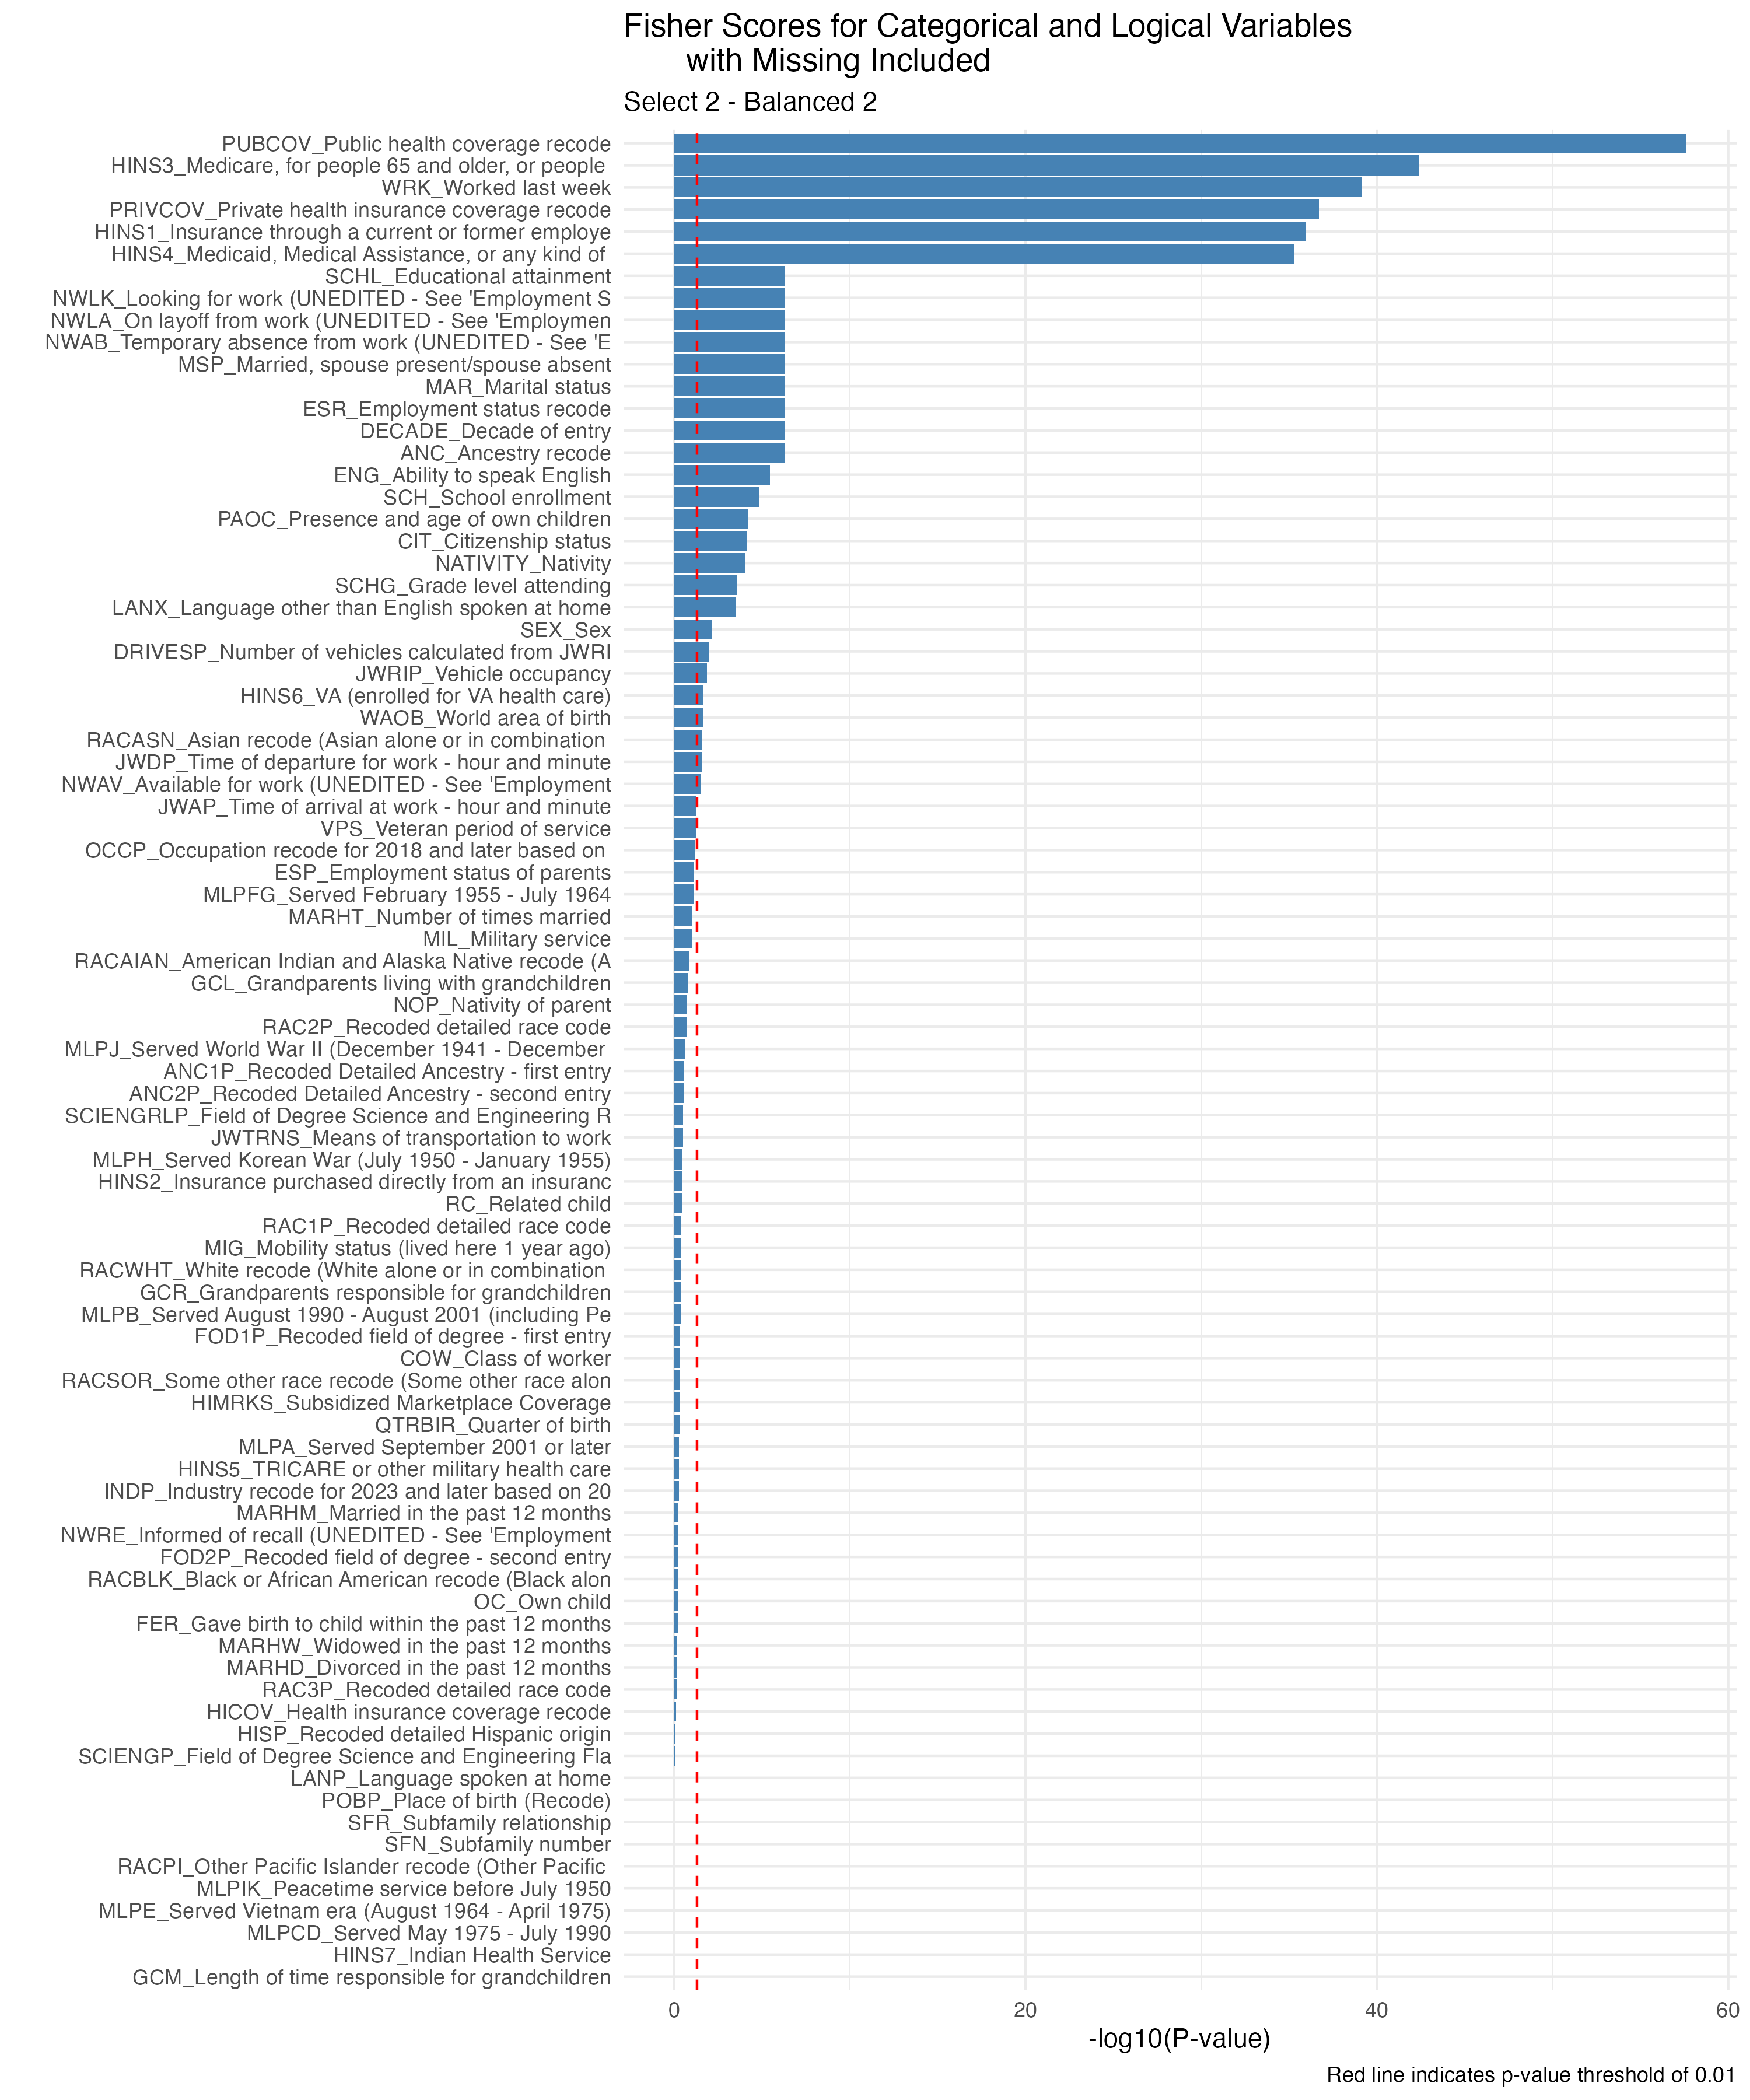 Fisher Scores for Categorical and Logical Variables
with Missing Included
Select 2 - Balanced 2
PUBCOV_Public health coverage recode
HINS3_Medicare, for people 65 and older, or people
WRK_Worked last week
PRIVCOV_Private health insurance coverage recode
HINS1_Insurance through a current or former employe
HINS4_Medicaid, Medical Assistance, or any kind of
SCHL_Educational attainment
NWLK_Looking for work (UNEDITED - See 'Employment S
NWLA_On layoff from work (UNEDITED - See 'Employmen
NWAB_Temporary absence from work (UNEDITED - See 'E
MSP_Married, spouse present/spouse absent
MAR_Marital status
ESR_Employment status recode
DECADE_Decade of entry
ANC_Ancestry recode
ENG_Ability to speak English
SCH_School enrollment
PAOC_Presence and age of own children
CIT_Citizenship status
NATIVITY_Nativity
SCHG_Grade level attending
LANX_Language other than English spoken at home
SEX_Sex
DRIVESP_Number of vehicles calculated from JWRI
JWRIP_Vehicle occupancy
HINS6_VA (enrolled for VA health care)
WAOB_World area of birth
RACASN_Asian recode (Asian alone or in combination
JWDP_Time of departure for work - hour and minute
NWAV_Available for work (UNEDITED - See 'Employment
JWAP_Time of arrival at work - hour and minute
VPS_Veteran period of service
OCCP_Occupation recode for 2018 and later based on
ESP_Employment status of parents
MLPFG_Served February 1955 - July 1964
MARHT_Number of times married
MIL_Military service
RACAIAN_American Indian and Alaska Native recode (A
GCL_Grandparents living with grandchildren
NOP_Nativity of parent
RAC2P_Recoded detailed race code
MLPJ_Served World War II (December 1941 - December
ANC1P_Recoded Detailed Ancestry - first entry
ANC2P_Recoded Detailed Ancestry - second entry
SCIENGRLP_Field of Degree Science and Engineering R
JWTRNS_Means of transportation to work
MLPH_Served Korean War (July 1950 - January 1955)
HINS2_Insurance purchased directly from an insuranc
RC_Related child
RAC1P_Recoded detailed race code
MIG_Mobility status (lived here 1 year ago)
RACWHT_White recode (White alone or in combination
GCR_Grandparents responsible for grandchildren
MLPB_Served August 1990 - August 2001 (including Pe
FOD1P_Recoded field of degree - first entry
COW_Class of worker
RACSOR_Some other race recode (Some other race alon
HIMRKS_Subsidized Marketplace Coverage
QTRBIR_Quarter of birth
MLPA_Served September 2001 or later
HINS5_TRICARE or other military health care
INDP_Industry recode for 2023 and later based on 20
MARHM_Married in the past 12 months
NWRE_Informed of recall (UNEDITED - See 'Employment
FOD2P_Recoded field of degree - second entry
RACBLK_Black or African American recode (Black alon
OC_Own child
FER_Gave birth to child within the past 12 months
MARHW_Widowed in the past 12 months
MARHD_Divorced in the past 12 months
RAC3P_Recoded detailed race code
HICOV_Health insurance coverage recode
HISP_Recoded detailed Hispanic origin
SCIENGP_Field of Degree Science and Engineering Fla
LANP_Language spoken at home
POBP_Place of birth (Recode)
SFR_Subfamily relationship
SFN_Subfamily number
RACPI_Other Pacific Islander recode (Other Pacific
MLPIK_Peacetime service before July 1950
MLPE_Served Vietnam era (August 1964 - April 1975)
MLPCD_Served May 1975 - July 1990
HINS7_Indian Health Service
GCM_Length of time responsible for grandchildren
0 20 40 60
-log10(P-value)
Red line indicates p-value threshold of 0.01